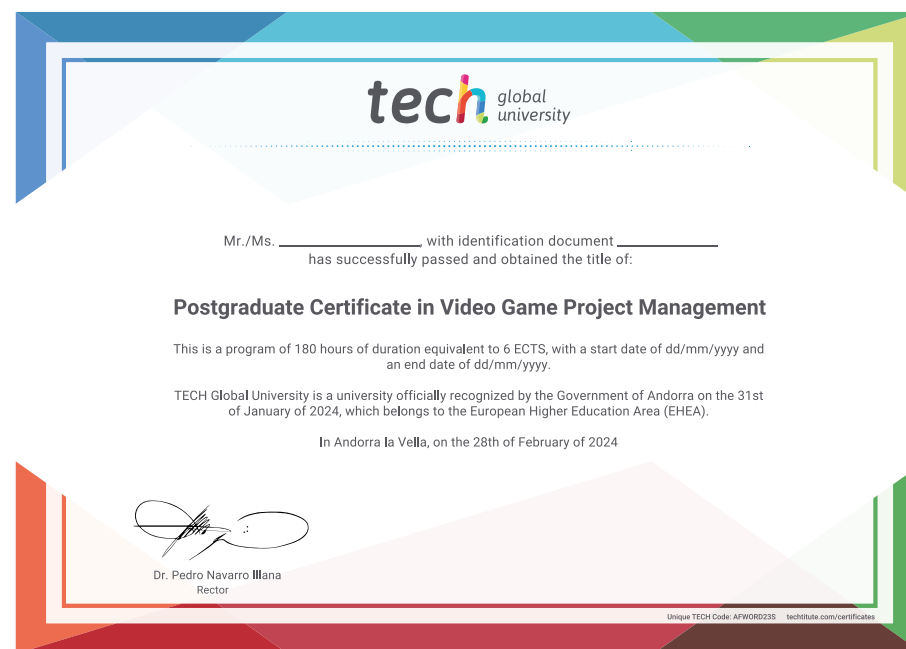 tech global university
Mr./Ms. ____________, with identification document ____________
has successfully passed and obtained the title of:
Postgraduate Certificate in Video Game Project Management
This is a program of 180 hours of duration equivalent to 6 ECTS, with a start date of dd/mm/yyyy and
an end date of dd/mm/yyyy.
TECH Global University is a university officially recognized by the Government of Andorra on the 31st
of January of 2024, which belongs to the European Higher Education Area (EHEA).
In Andorra la Vella, on the 28th of February of 2024
Dr. Pedro Navarro Illana
Rector
Unique TECH Code: AFWORD23S techtitute.com/certificates